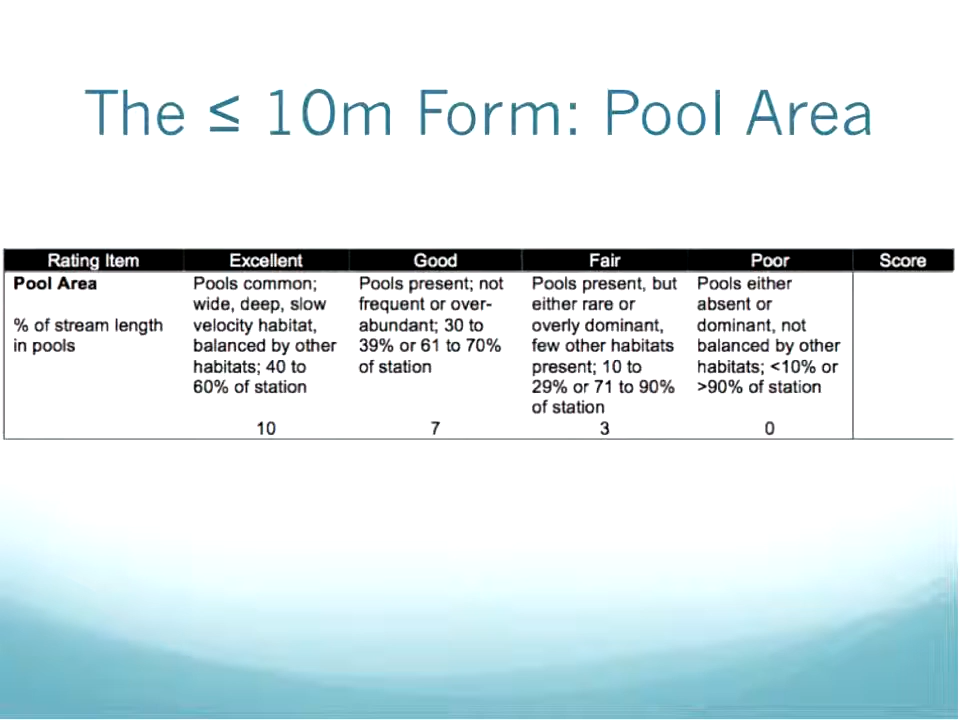 The ≤ 10m Form: Pool Area
Rating Item Excellent Good Fair Poor Score
Pool Area Pools common; Pools present; not Pools present, but Pools either
wide, deep, slow frequent or over- either rare or absent or
% of stream length velocity habitat, abundant; 30 to overly dominant, dominant, not
in pools balanced by other 39% or 61 to 70% few other habitats balanced by other
habitats; 40 to of station present; 10 to habitats; <10% or
60% of station 29% or 71 to 90% >90% of station
of station
10 7 3 0